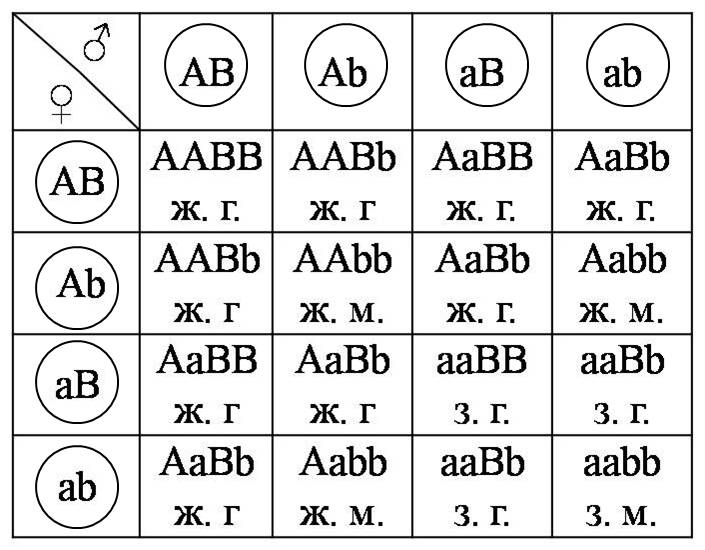 ♂
♀
AB Ab aB ab
AB AABB AABb AaBB AaBb
ж. г. ж. г ж. г. ж. г.
Ab AABb AAbb AaBb Aabb
ж. г ж. м. ж. г. ж. м.
aB AaBB AaBb aaBB aaBb
ж. г ж. г з. г. з. г.
ab AaBb Aabb aaBb aabb
ж. г ж. м. з. г. з. м.